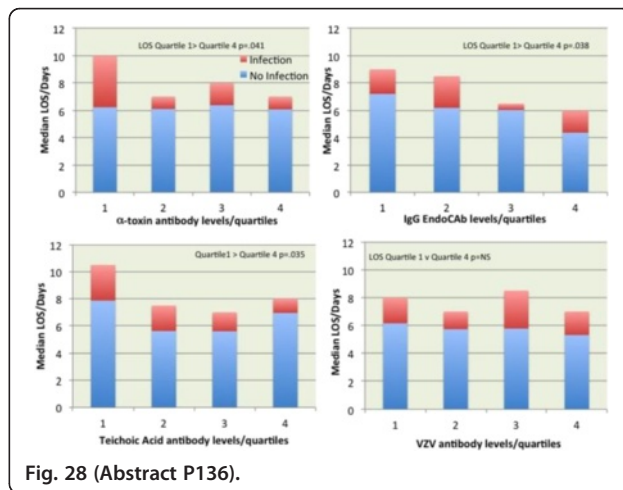 LOS Quartile 1> Quartile 4 p=.041
Infection
No Infection
Median LOS/Days
12
10
8
6
4
2
0
1 2 3 4
α-toxin antibody levels/quartiles
LOS Quartile 1> Quartile 4 p=.038
Median LOS/Days
12
10
8
6
4
2
0
1 2 3 4
IgG EndoCAb levels/quartiles
Quartile1 > Quartile 4 p=.035
Median LOS/Days
12
10
8
6
4
2
0
1 2 3 4
Teichoic Acid antibody levels/quartiles
LOS Quartile 1 v Quartile 4 p=NS
Median LOS/Days
12
10
8
6
4
2
0
1 2 3 4
VZV antibody levels/quartiles
Fig. 28 (Abstract P136).